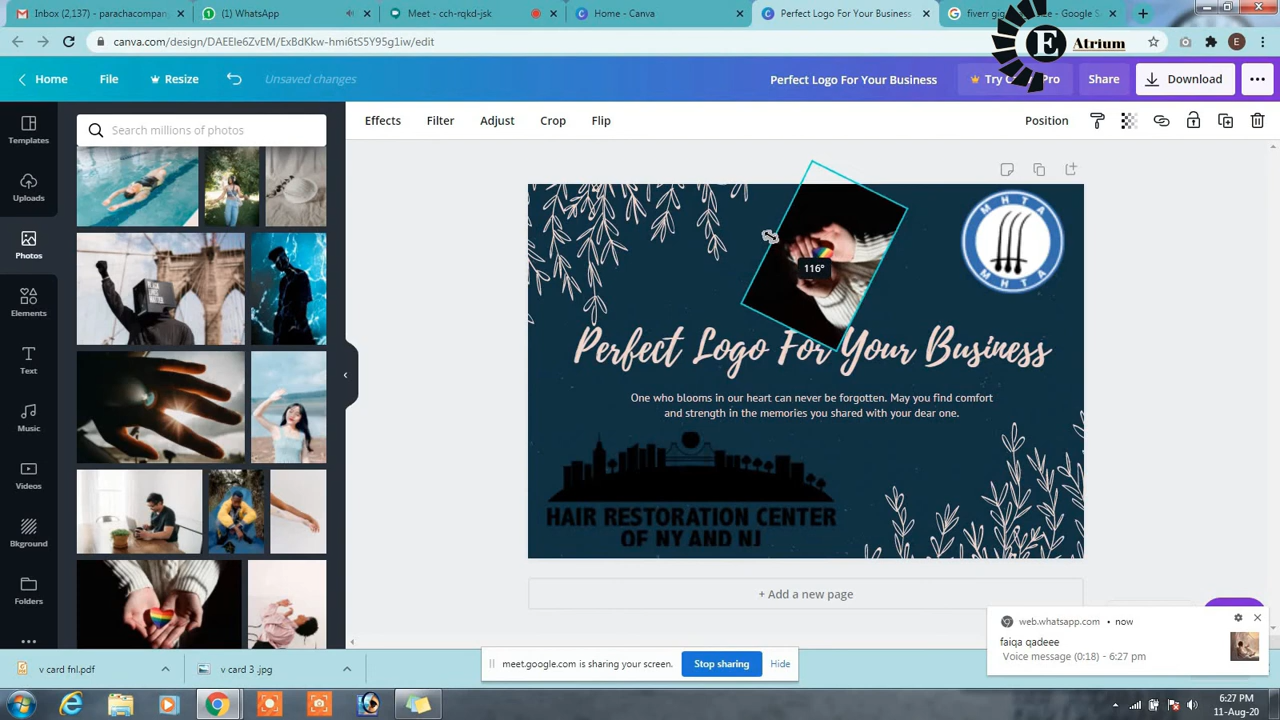 Inbox (2,137) - parachacompan
(1) WhatsApp
Meet - cch-rqkd-jsk
Home - Canva
Perfect Logo For Your Business
canva.com/design/DAEEle6ZvEM/ExBdKkw-hmi6tS5Y95g1iw/edit
E
E Atrium
Home
File
Resize
Unsaved changes
Perfect Logo For Your Business
Share
Download
Effects
Filter
Adjust
Crop
Flip
Position
Templates
Uploads
Photos
Elements
Text
Music
Videos
Bkground
Folders
Search millions of photos
BLACK LIVES MATTER
MHTA
MHTA
116°
Perfect Logo For Your Business
One who blooms in our heart can never be forgotten. May you find comfort
and strength in the memories you shared with your dear one.
HAIR RESTORATION CENTER
OF NY AND NJ
+ Add a new page
web.whatsapp.com • now
faiqa qadeee
Voice message (0:18) - 6:27 pm
v card fnl.pdf
v card 3 .jpg
meet.google.com is sharing your screen.
Stop sharing
Hide
6:27 PM
11-Aug-20